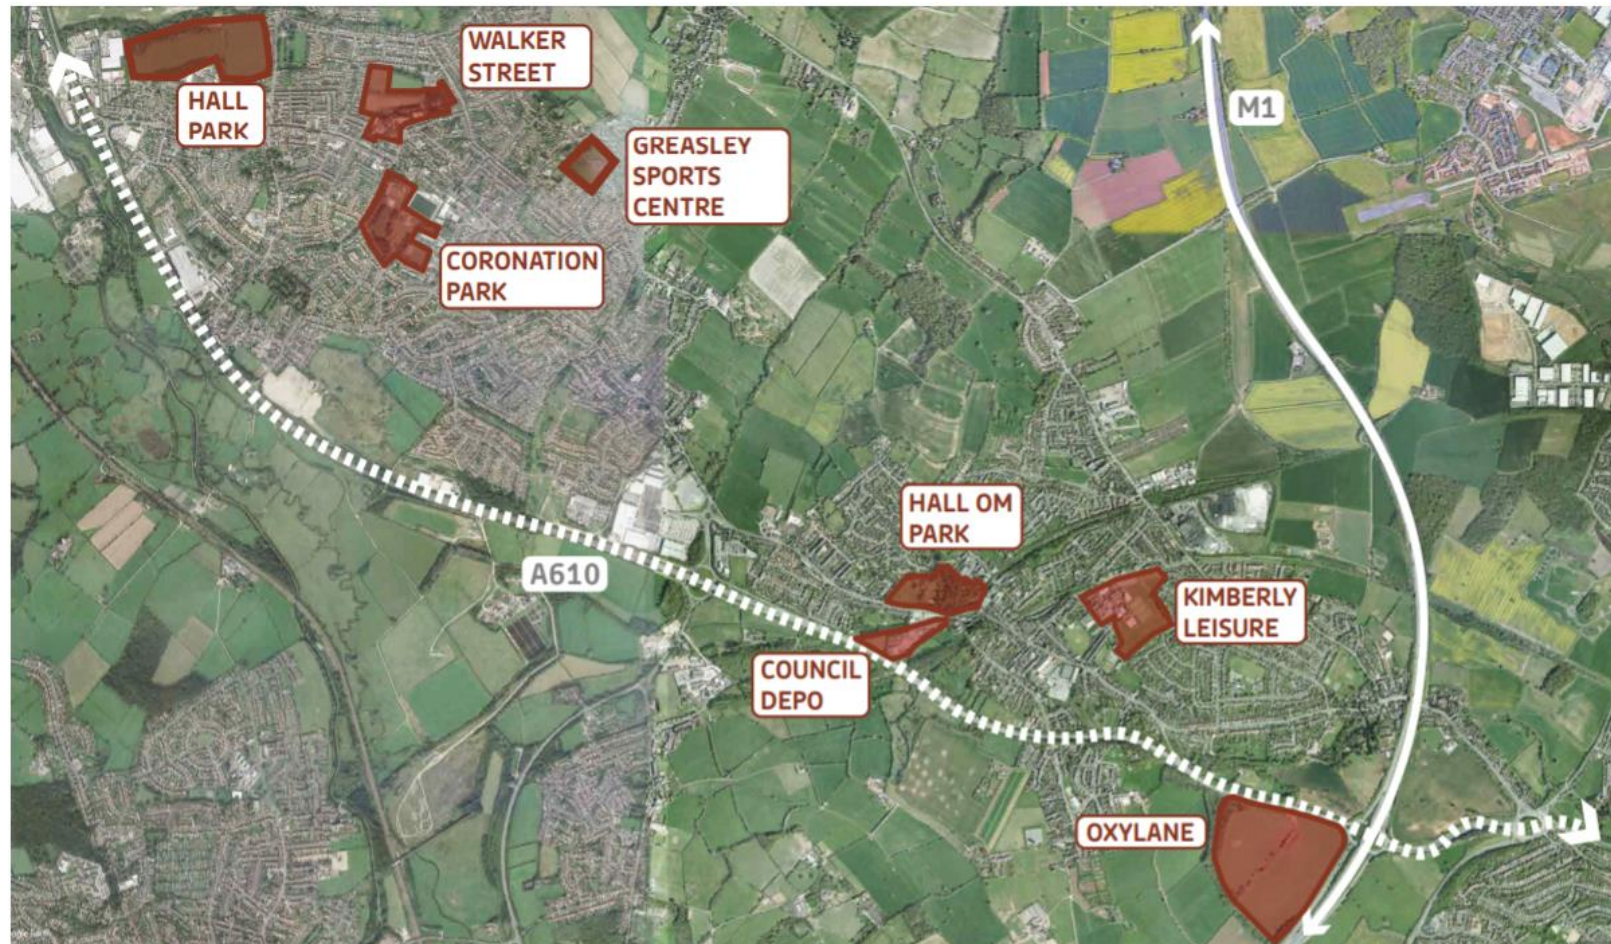 WALKER
STREET
HALL
PARK
M1
GREASLEY
SPORTS
CENTRE
CORONATION
PARK
HALL OM
PARK
A610
KIMBERLY
LEISURE
COUNCIL
DEPO
OXYLANE